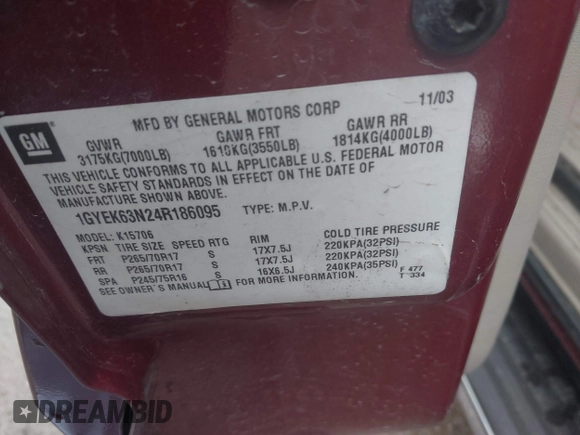 GM
MFD BY GENERAL MOTORS CORP 11/03
GVWR GAWR FRT GAWR RR
3175KG(7000LB) 1610KG(3550LB) 1814KG(4000LB)
THIS VEHICLE CONFORMS TO ALL APPLICABLE U.S. FEDERAL MOTOR
VEHICLE SAFETY STANDARDS IN EFFECT ON THE DATE OF
MANUFACTURE SHOWN ABOVE.
1GYEK63N24R186095 TYPE: M.P.V.
MODEL: K15706
KPSN TIRE SIZE SPEED RTG RIM COLD TIRE PRESSURE
FRT P265/70R17 S 17X7.5J 220KPA(32PSI)
RR P265/70R17 S 17X7.5J 220KPA(32PSI)
SPA P245/75R16 S 16X6.5J 240KPA(35PSI)
SEE OWNER'S MANUAL FOR MORE INFORMATION.
F 477
T 334
DREAMBID